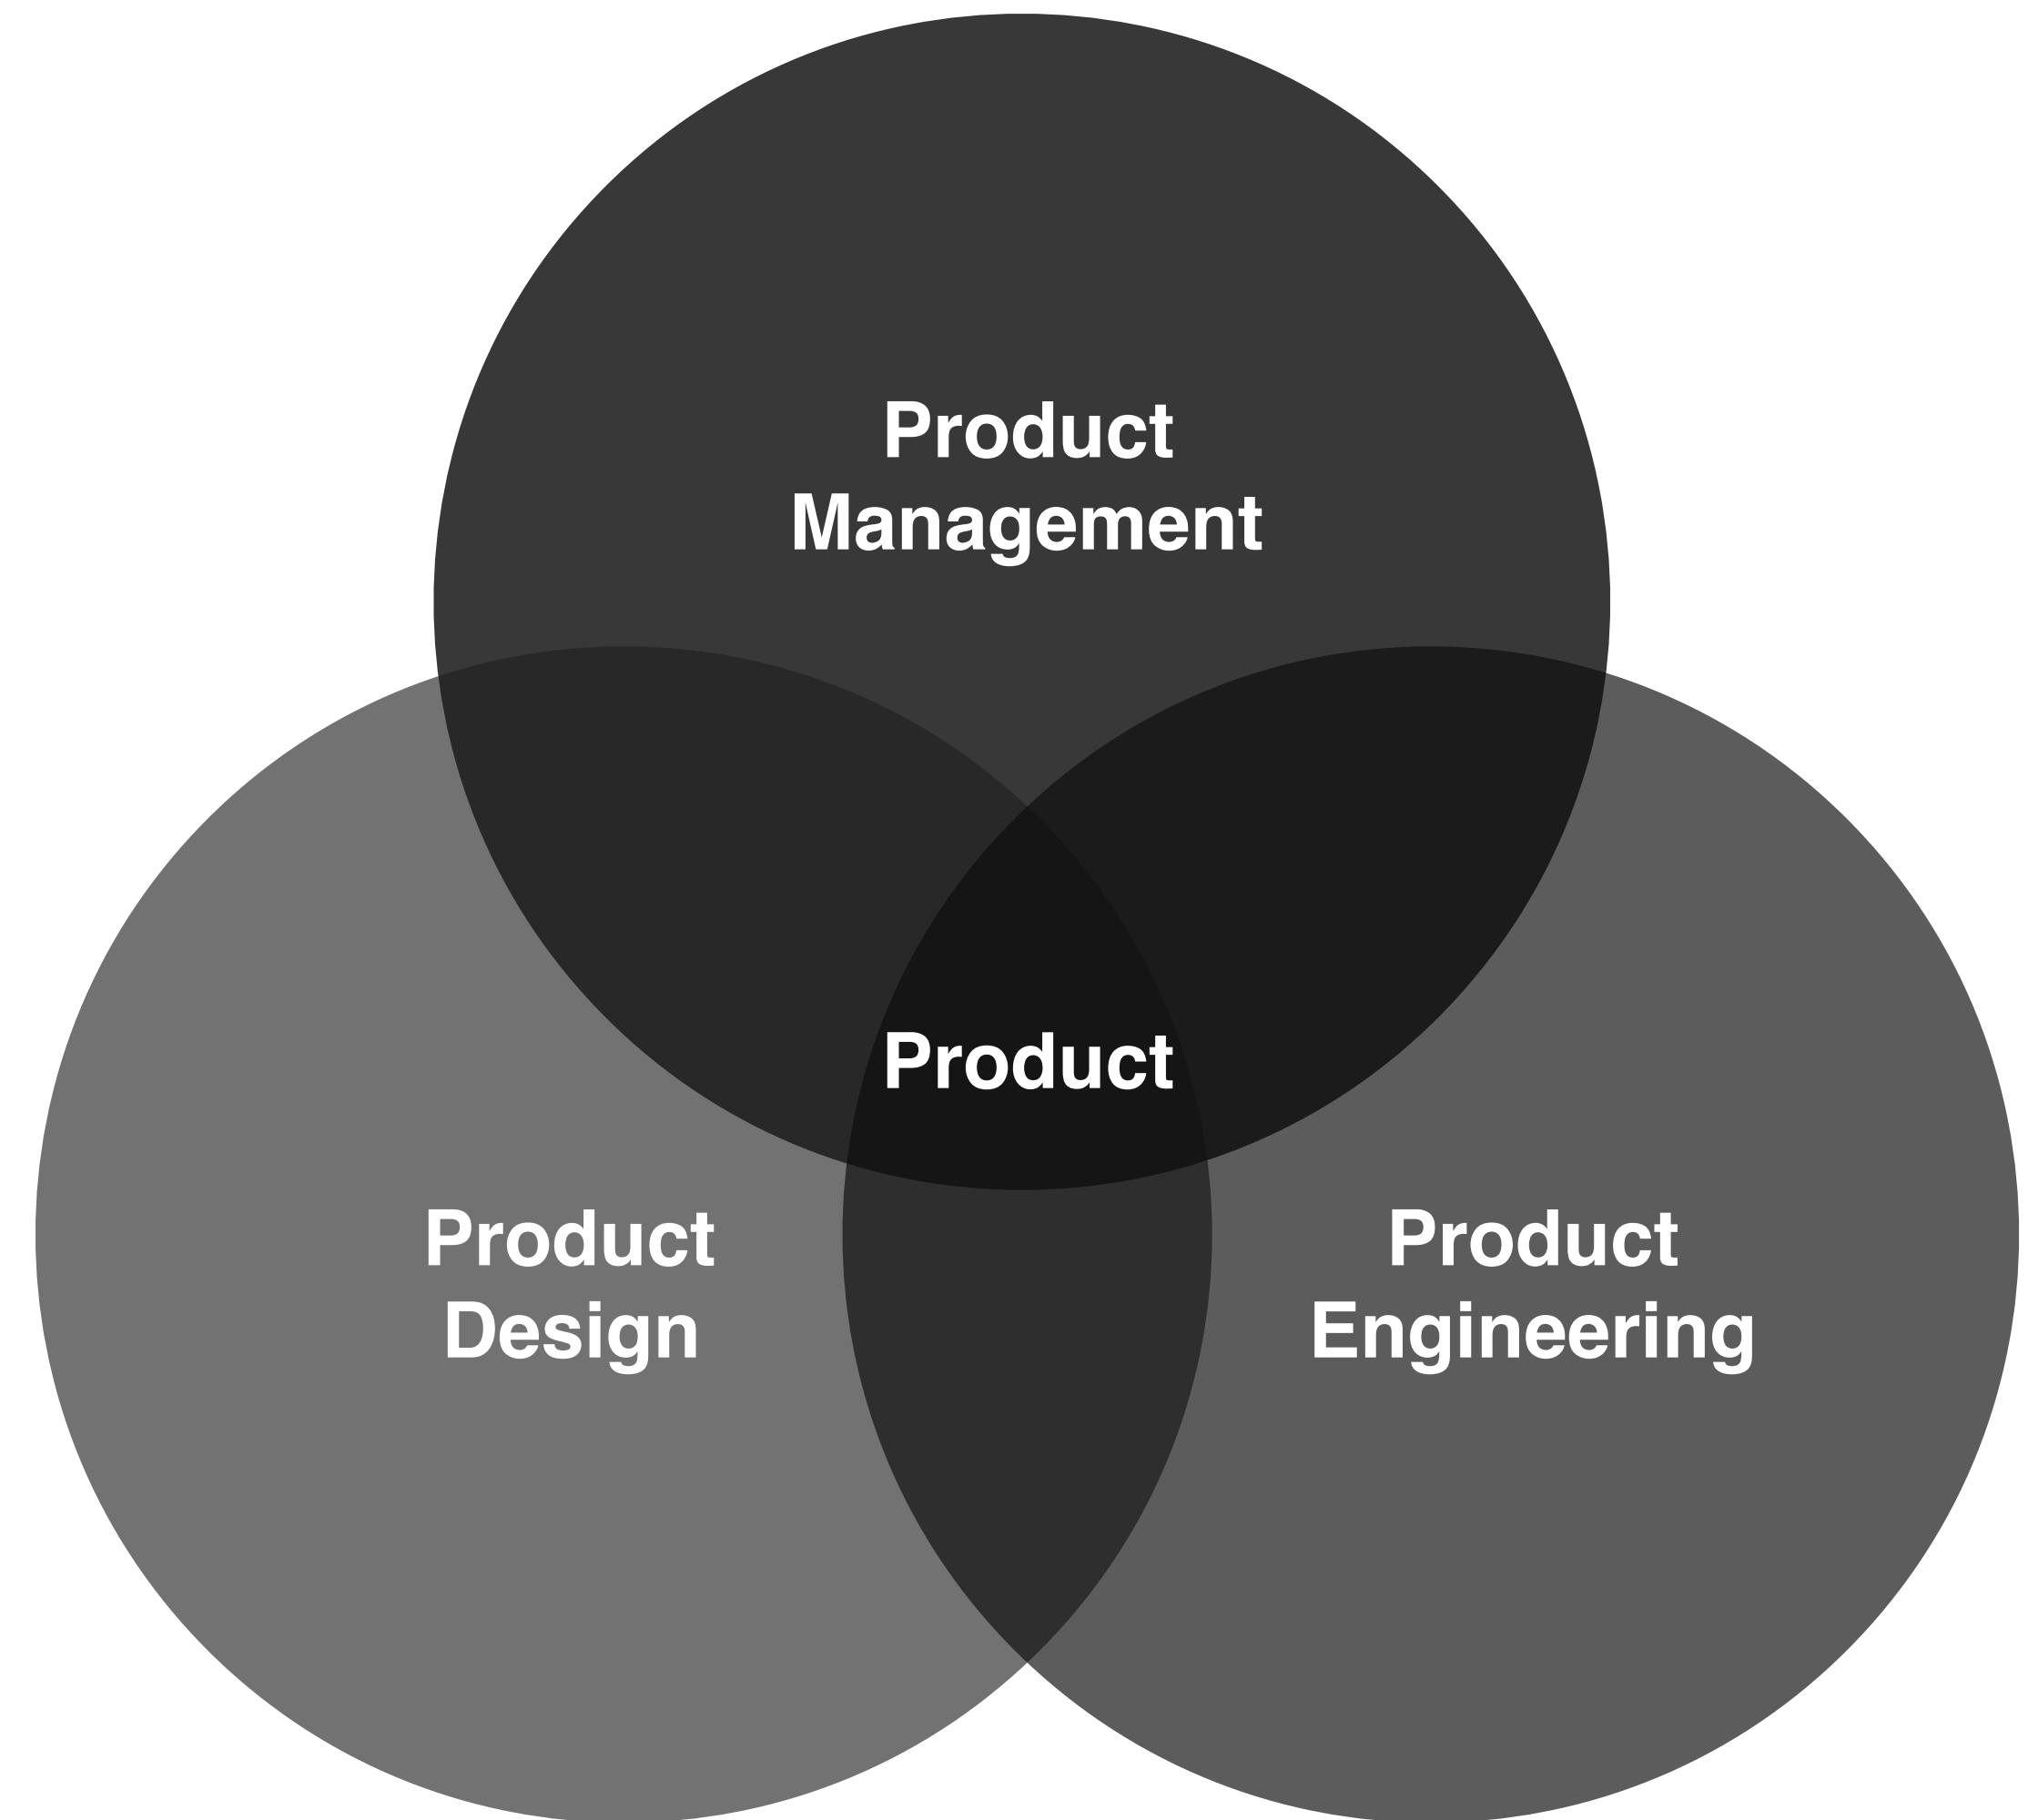 Product
Management
Product
Product
Design
Product
Engineering